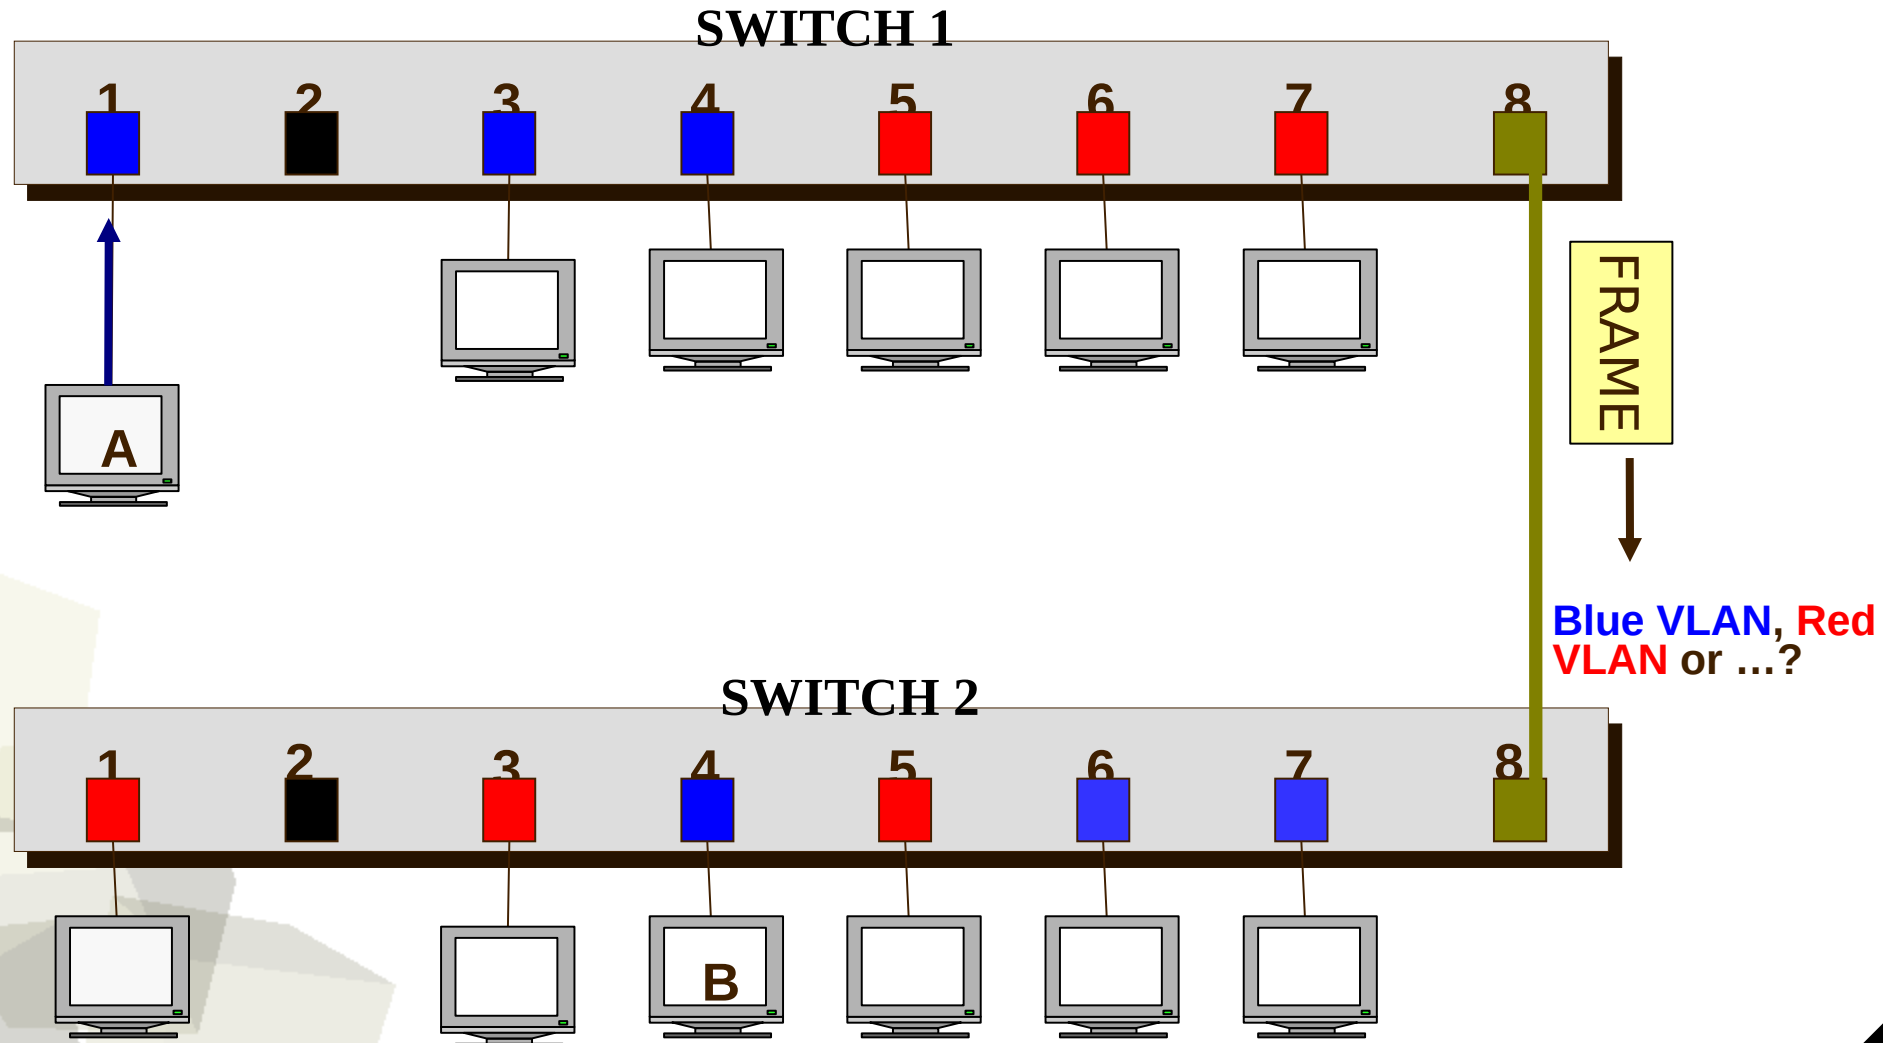 SWITCH 1
1 2 3 4 5 6 7 8
FRAME
A
Blue VLAN, Red
VLAN or ...?
SWITCH 2
1 2 3 4 5 6 7 8
B